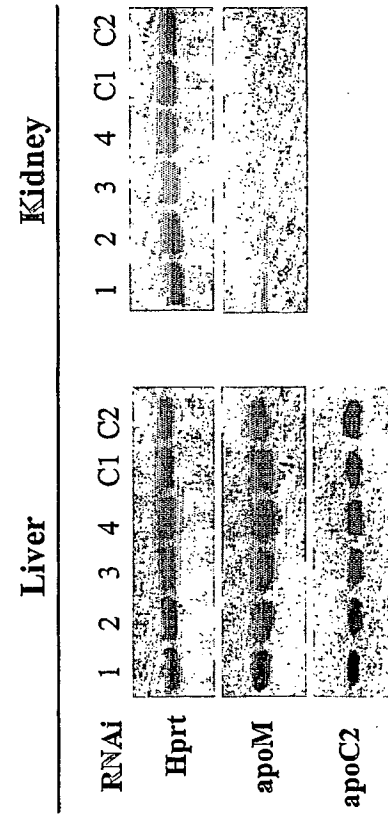 Liver Kidney
RNAi 1 2 3 4 C1 C2 1 2 3 4 C1 C2
Hprt
apoM
apoC2